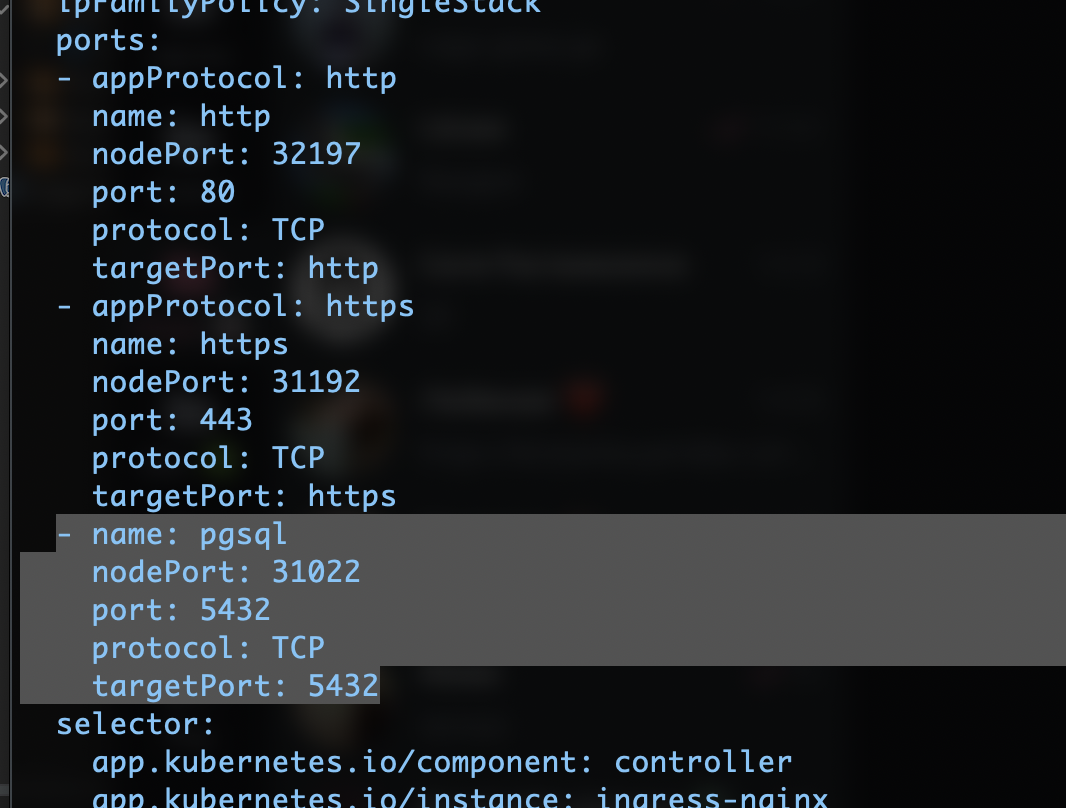 ipFamilyPolicy: SingleStack
ports:
- appProtocol: http
name: http
nodePort: 32197
port: 80
protocol: TCP
targetPort: http
- appProtocol: https
name: https
nodePort: 31192
port: 443
protocol: TCP
targetPort: https
- name: pgsql
nodePort: 31022
port: 5432
protocol: TCP
targetPort: 5432
selector:
app.kubernetes.io/component: controller
app.kubernetes.io/instance: ingress-nginx